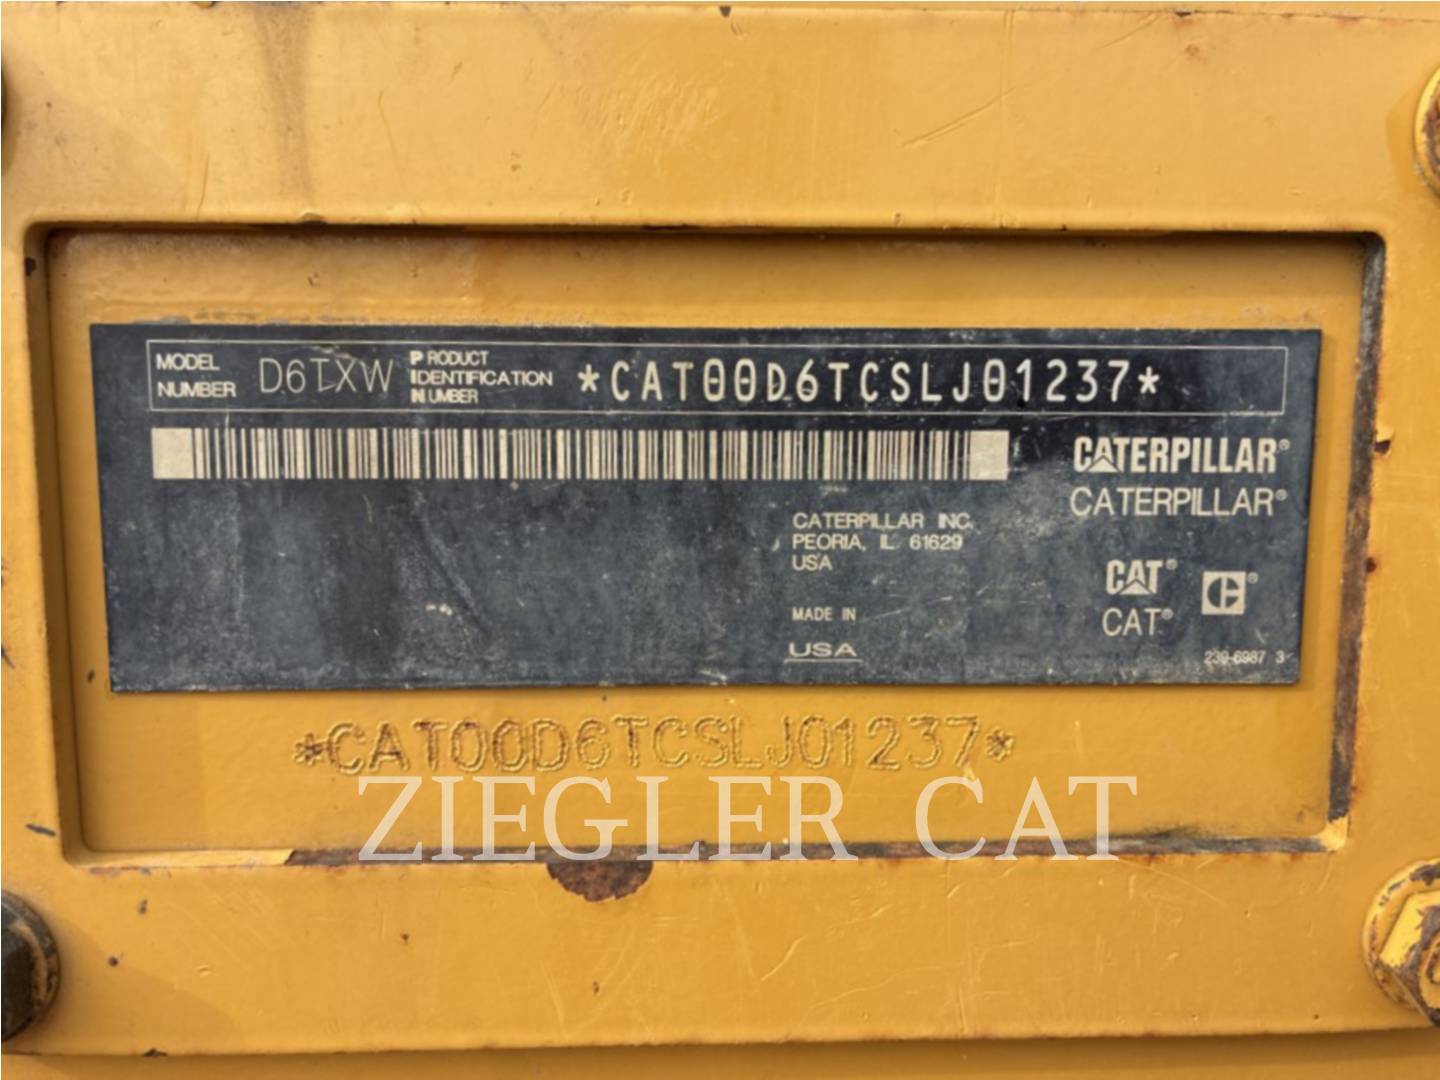 MODEL NUMBER D6TXW PRODUCT IDENTIFICATION NUMBER *CAT00D6TCSLJ01237*
CATERPILLAR®
CATERPILLAR®
CATERPILLAR INC.
PEORIA, IL 61629
USA
CAT® C®
CAT®
MADE IN
USA
239-6987 3
*CAT00D6TCSLJ01237*
ZIEGLER CAT